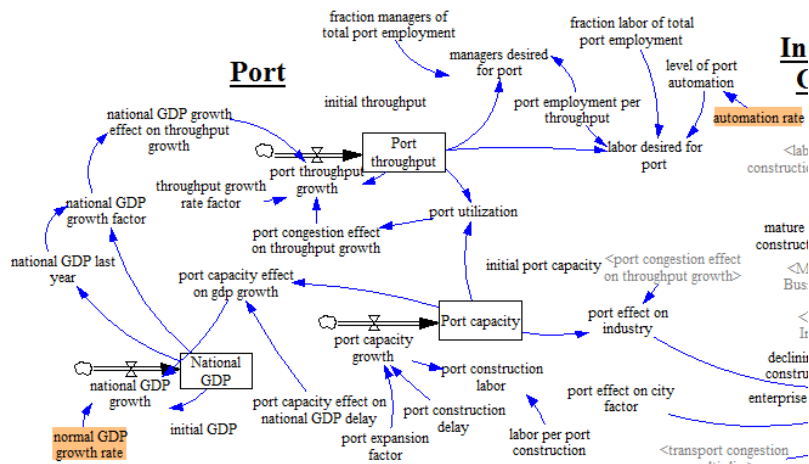 fraction managers of
total port employment
fraction labor of total
port employment
In
Port
managers desired
for port
level of port
automation
national GDP growth
effect on throughput
growth
initial throughput
port employment per
throughput
automation rate
Port
throughput
labor desired for
port
<lab
construction
port throughput
growth
throughput growth
rate factor
national GDP
growth factor
port utilization
port congestion effect
on throughput growth
mature
construc
national GDP last
year
port capacity effect
on gdp growth
initial port capacity
<port congestion effect
on throughput growth>
<M
Buss
Port capacity
port effect on
industry
<
In
port capacity
growth
National
GDP
declinin
constru
national GDP
growth
port construction
labor
port capacity effect on
national GDP delay
port effect on city
factor
enterprise
port construction
delay
normal GDP
growth rate
initial GDP
port expansion
factor
labor per port
construction
<transport congestion